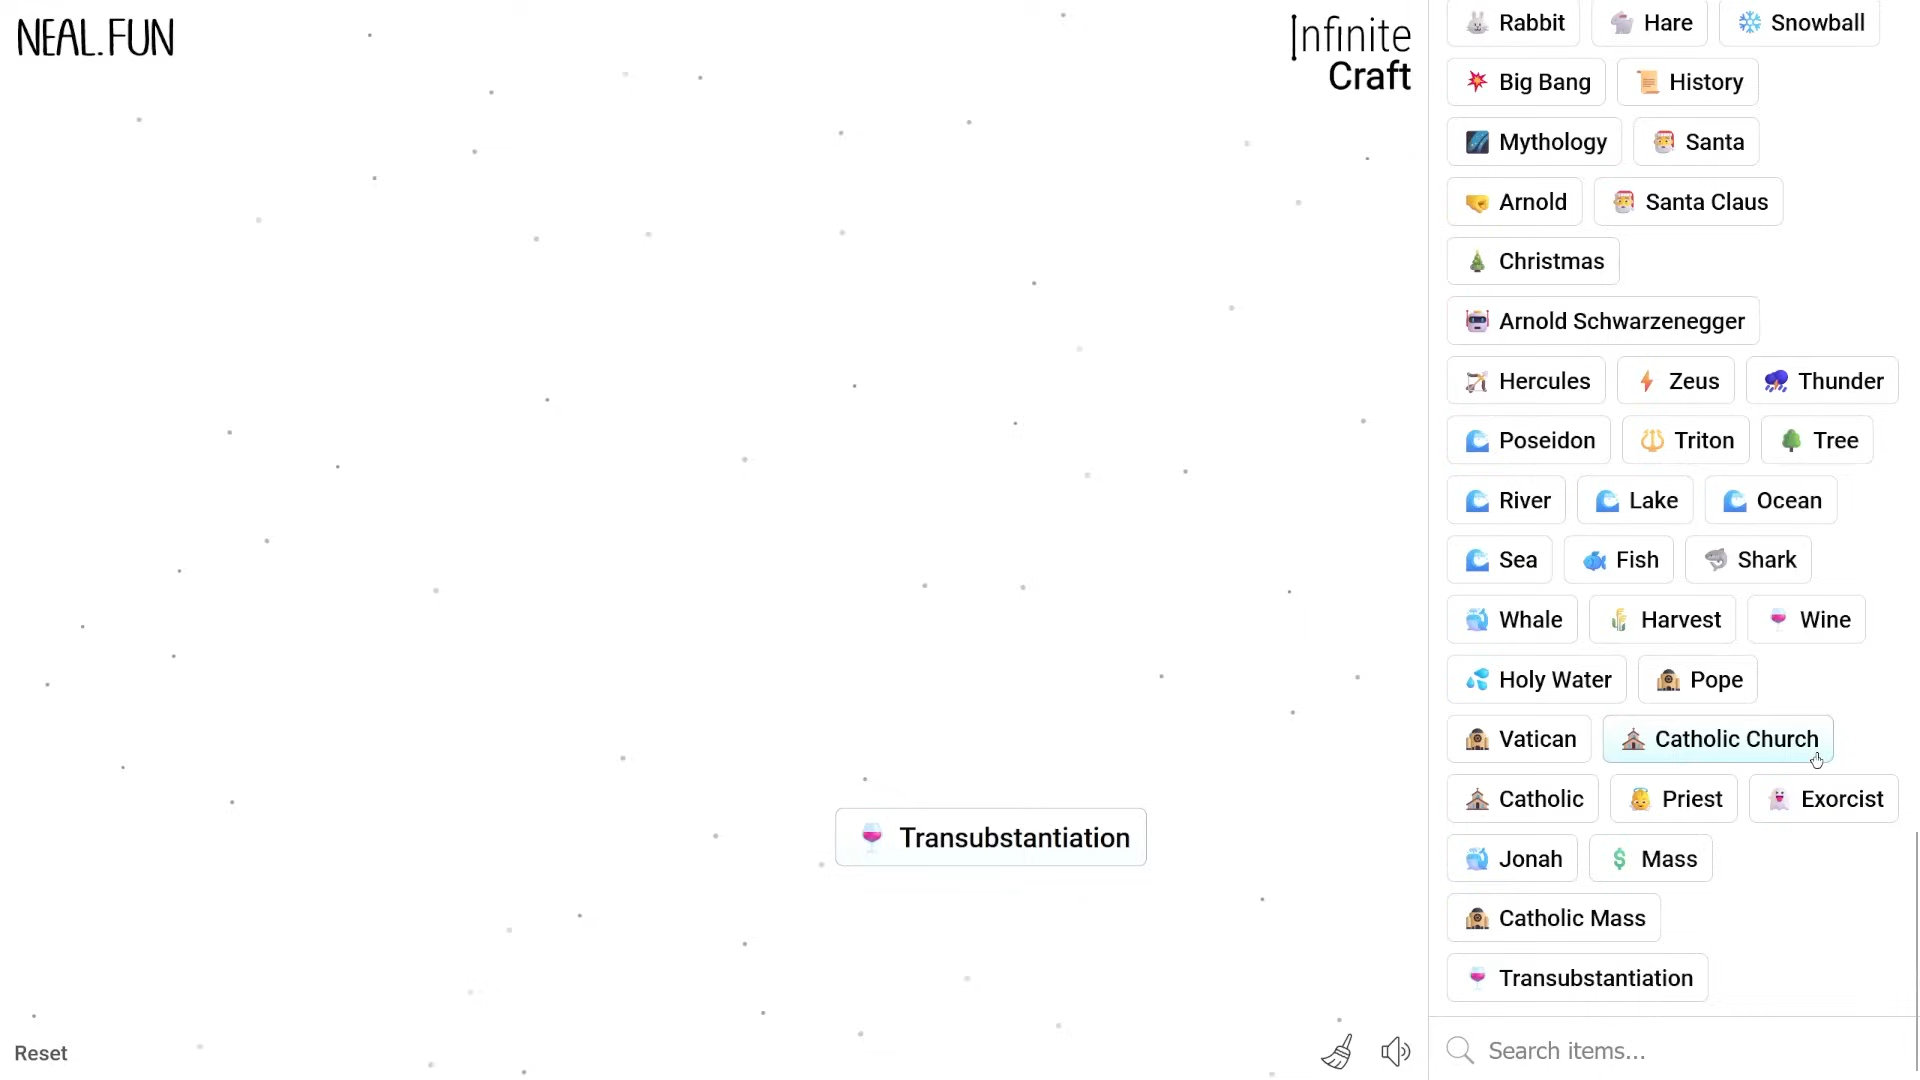 NEAL.FUN
Infinite
Craft
Rabbit Hare Snowball
Big Bang History
Mythology Santa
Arnold Santa Claus
Christmas
Arnold Schwarzenegger
Hercules Zeus Thunder
Poseidon Triton Tree
River Lake Ocean
Sea Fish Shark
Whale Harvest Wine
Holy Water Pope
Vatican Catholic Church
Catholic Priest Exorcist
Jonah Mass
Catholic Mass
Transubstantiation
Transubstantiation
Reset
Search items...